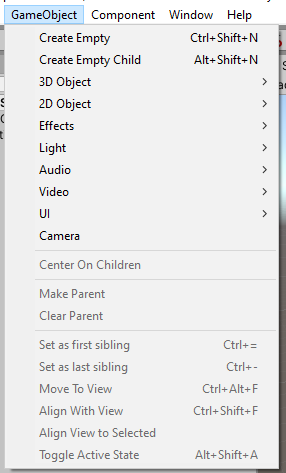 GameObject Component Window Help
Create Empty Ctrl+Shift+N
Create Empty Child Alt+Shift+N
3D Object
2D Object
Effects
Light
Audio
Video
UI
Camera
Center On Children
Make Parent
Clear Parent
Set as first sibling Ctrl+=
Set as last sibling Ctrl+-
Move To View Ctrl+Alt+F
Align With View Ctrl+Shift+F
Align View to Selected
Toggle Active State Alt+Shift+A